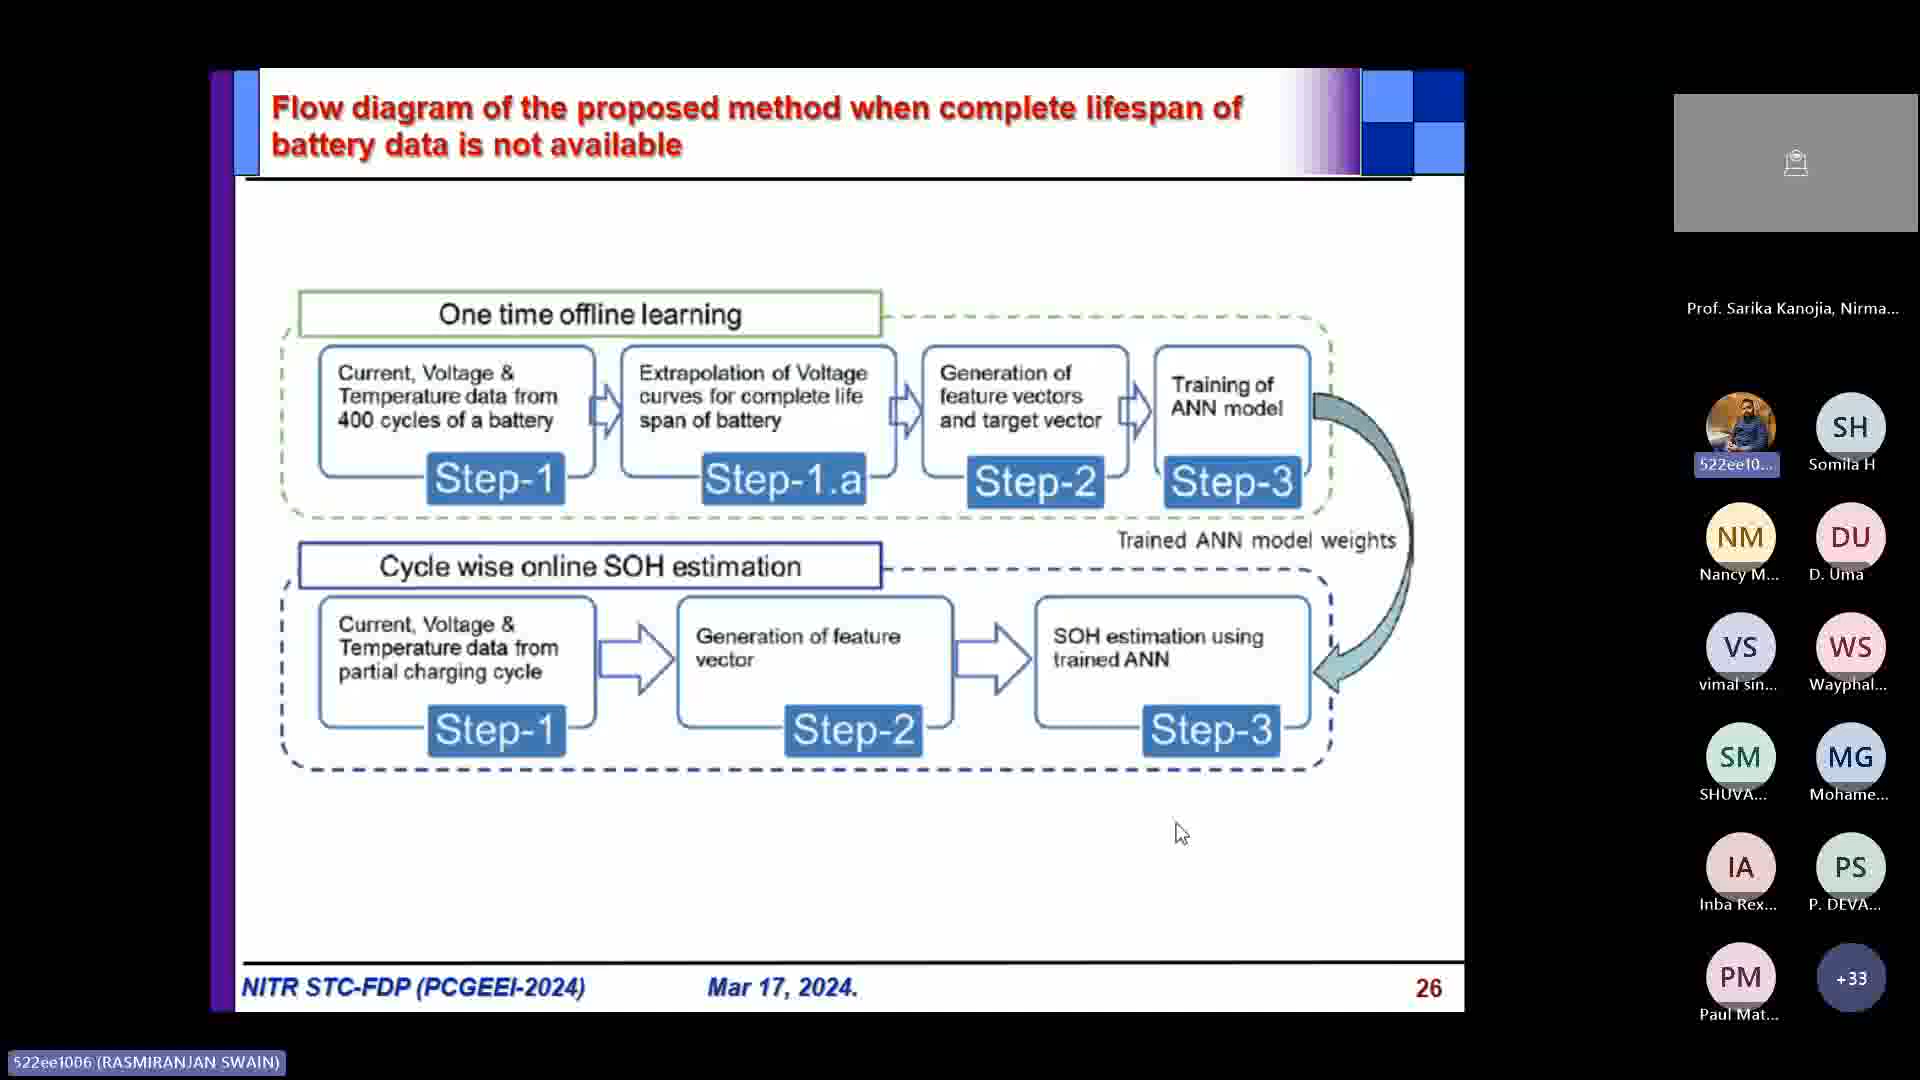 Flow diagram of the proposed method when complete lifespan of
battery data is not available
One time offline learning
Current, Voltage &
Temperature data from
400 cycles of a battery
Step-1
Extrapolation of Voltage
curves for complete life
span of battery
Step-1.a
Generation of
feature vectors
and target vector
Step-2
Training of
ANN model
Step-3
Trained ANN model weights
Cycle wise online SOH estimation
Current, Voltage &
Temperature data from
partial charging cycle
Step-1
Generation of feature
vector
Step-2
SOH estimation using
trained ANN
Step-3
NITR STC-FDP (PCGEEI-2024)
Mar 17, 2024.
26
Prof. Sarika Kanojia, Nirma...
522ee10...
SH
Somila H
NM
Nancy M...
DU
D. Uma
VS
vimal sin...
WS
Wayphal...
SM
SHUVA...
MG
Mohame...
IA
Inba Rex...
PS
P. DEVA...
PM
Paul Mat...
+33
522ee1006 (RASMIRANJAN SWAIN)